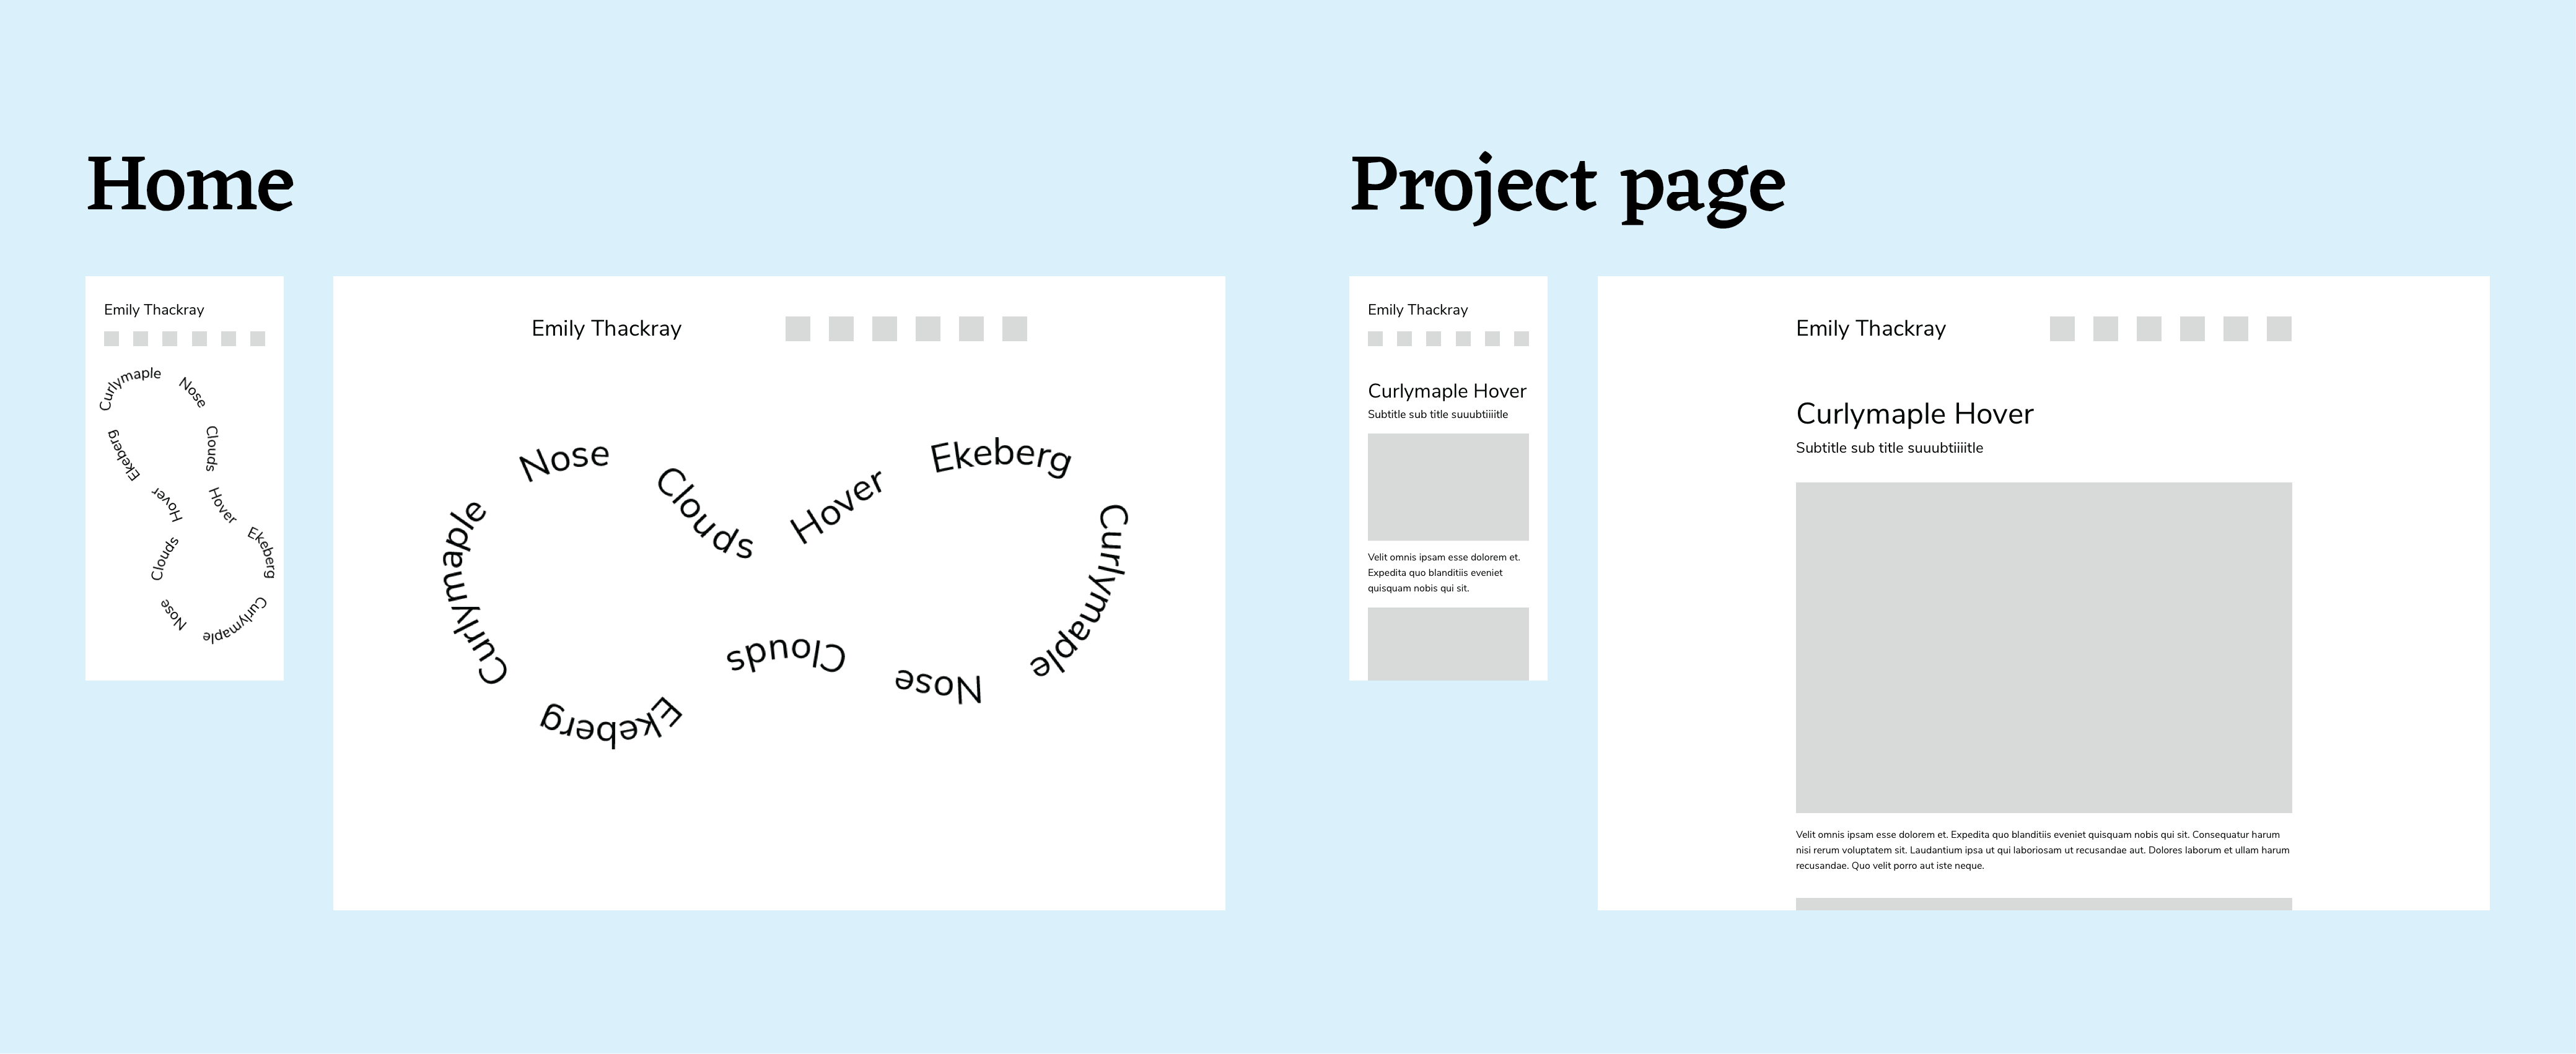 Home
Emily Thackray
Curlymaple
Nose
Clouds
Hover
Ekeberg
Curlymaple
Nose
Clouds
Hover
Ekeberg
Emily Thackray
Nose
Clouds
Hover
Ekeberg
Curlymaple
Nose
Clouds
Ekeberg
Curlymaple
Project page
Emily Thackray
Curlymaple Hover
Subtitle sub title suuubtiiiitle
Velit omnis ipsam esse dolorem et.
Expedita quo blanditiis eveniet
quisquam nobis qui sit.
Emily Thackray
Curlymaple Hover
Subtitle sub title suuubtiiiitle
Velit omnis ipsam esse dolorem et. Expedita quo blanditiis eveniet quisquam nobis qui sit. Consequatur harum
nisi rerum voluptatem sit. Laudantium ipsa ut qui laboriosam ut recusandae aut. Dolores laborum et ullam harum
recusandae. Quo velit porro aut iste neque.